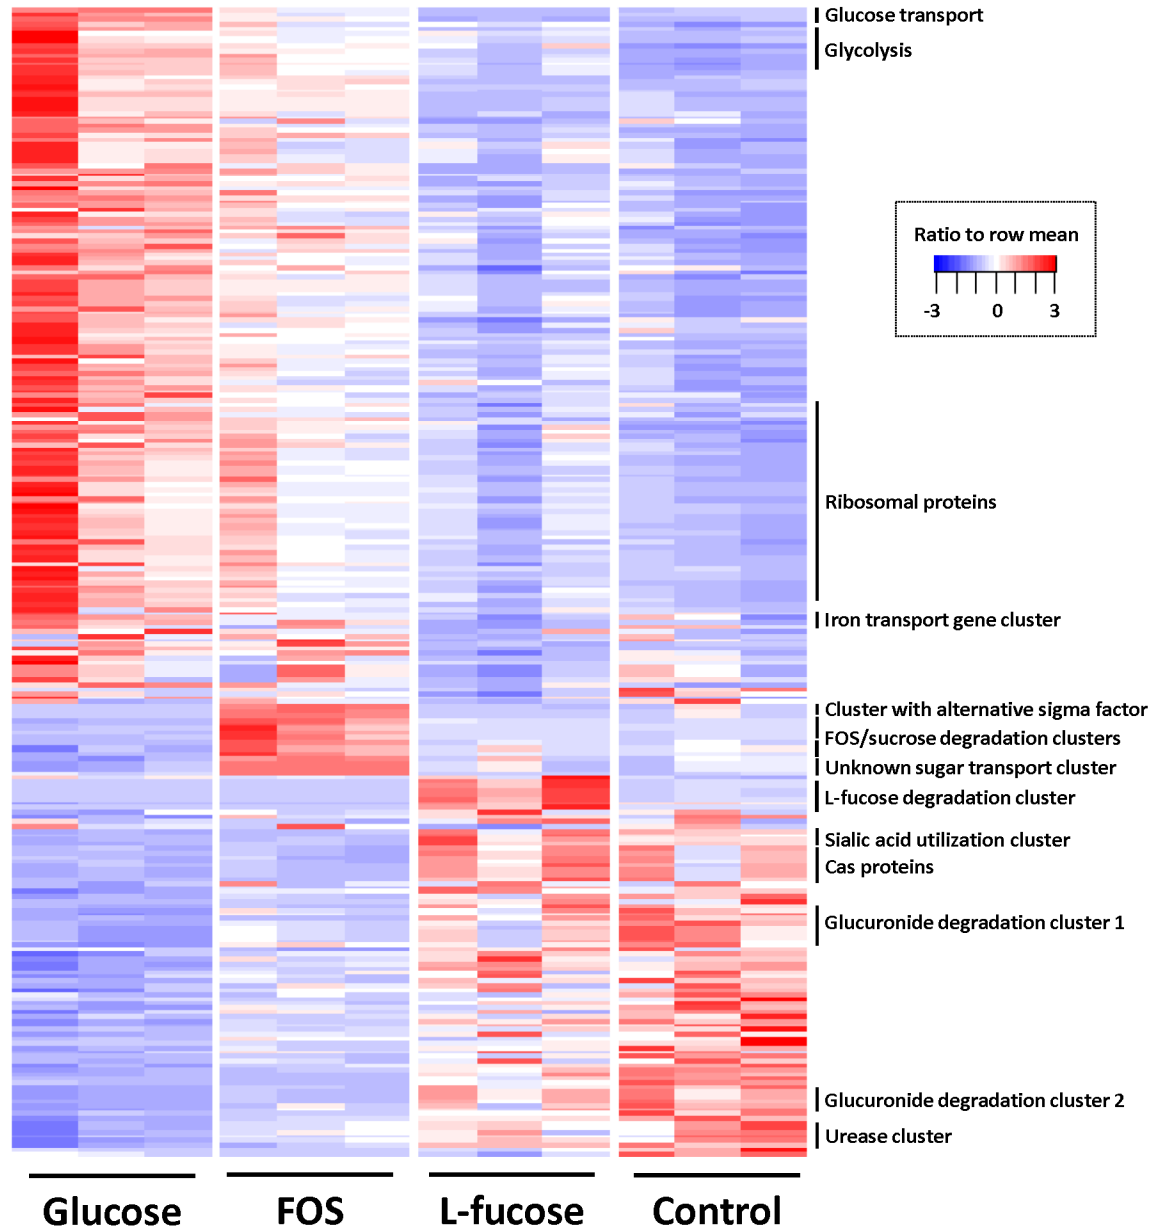 Glucose transport
Glycolysis
Ratio to row mean
-3 0 3
Ribosomal proteins
Iron transport gene cluster
Cluster with alternative sigma factor
FOS/sucrose degradation clusters
Unknown sugar transport cluster
L-fucose degradation cluster
Sialic acid utilization cluster
Cas proteins
Glucuronide degradation cluster 1
Glucuronide degradation cluster 2
Urease cluster
Glucose FOS L-fucose Control